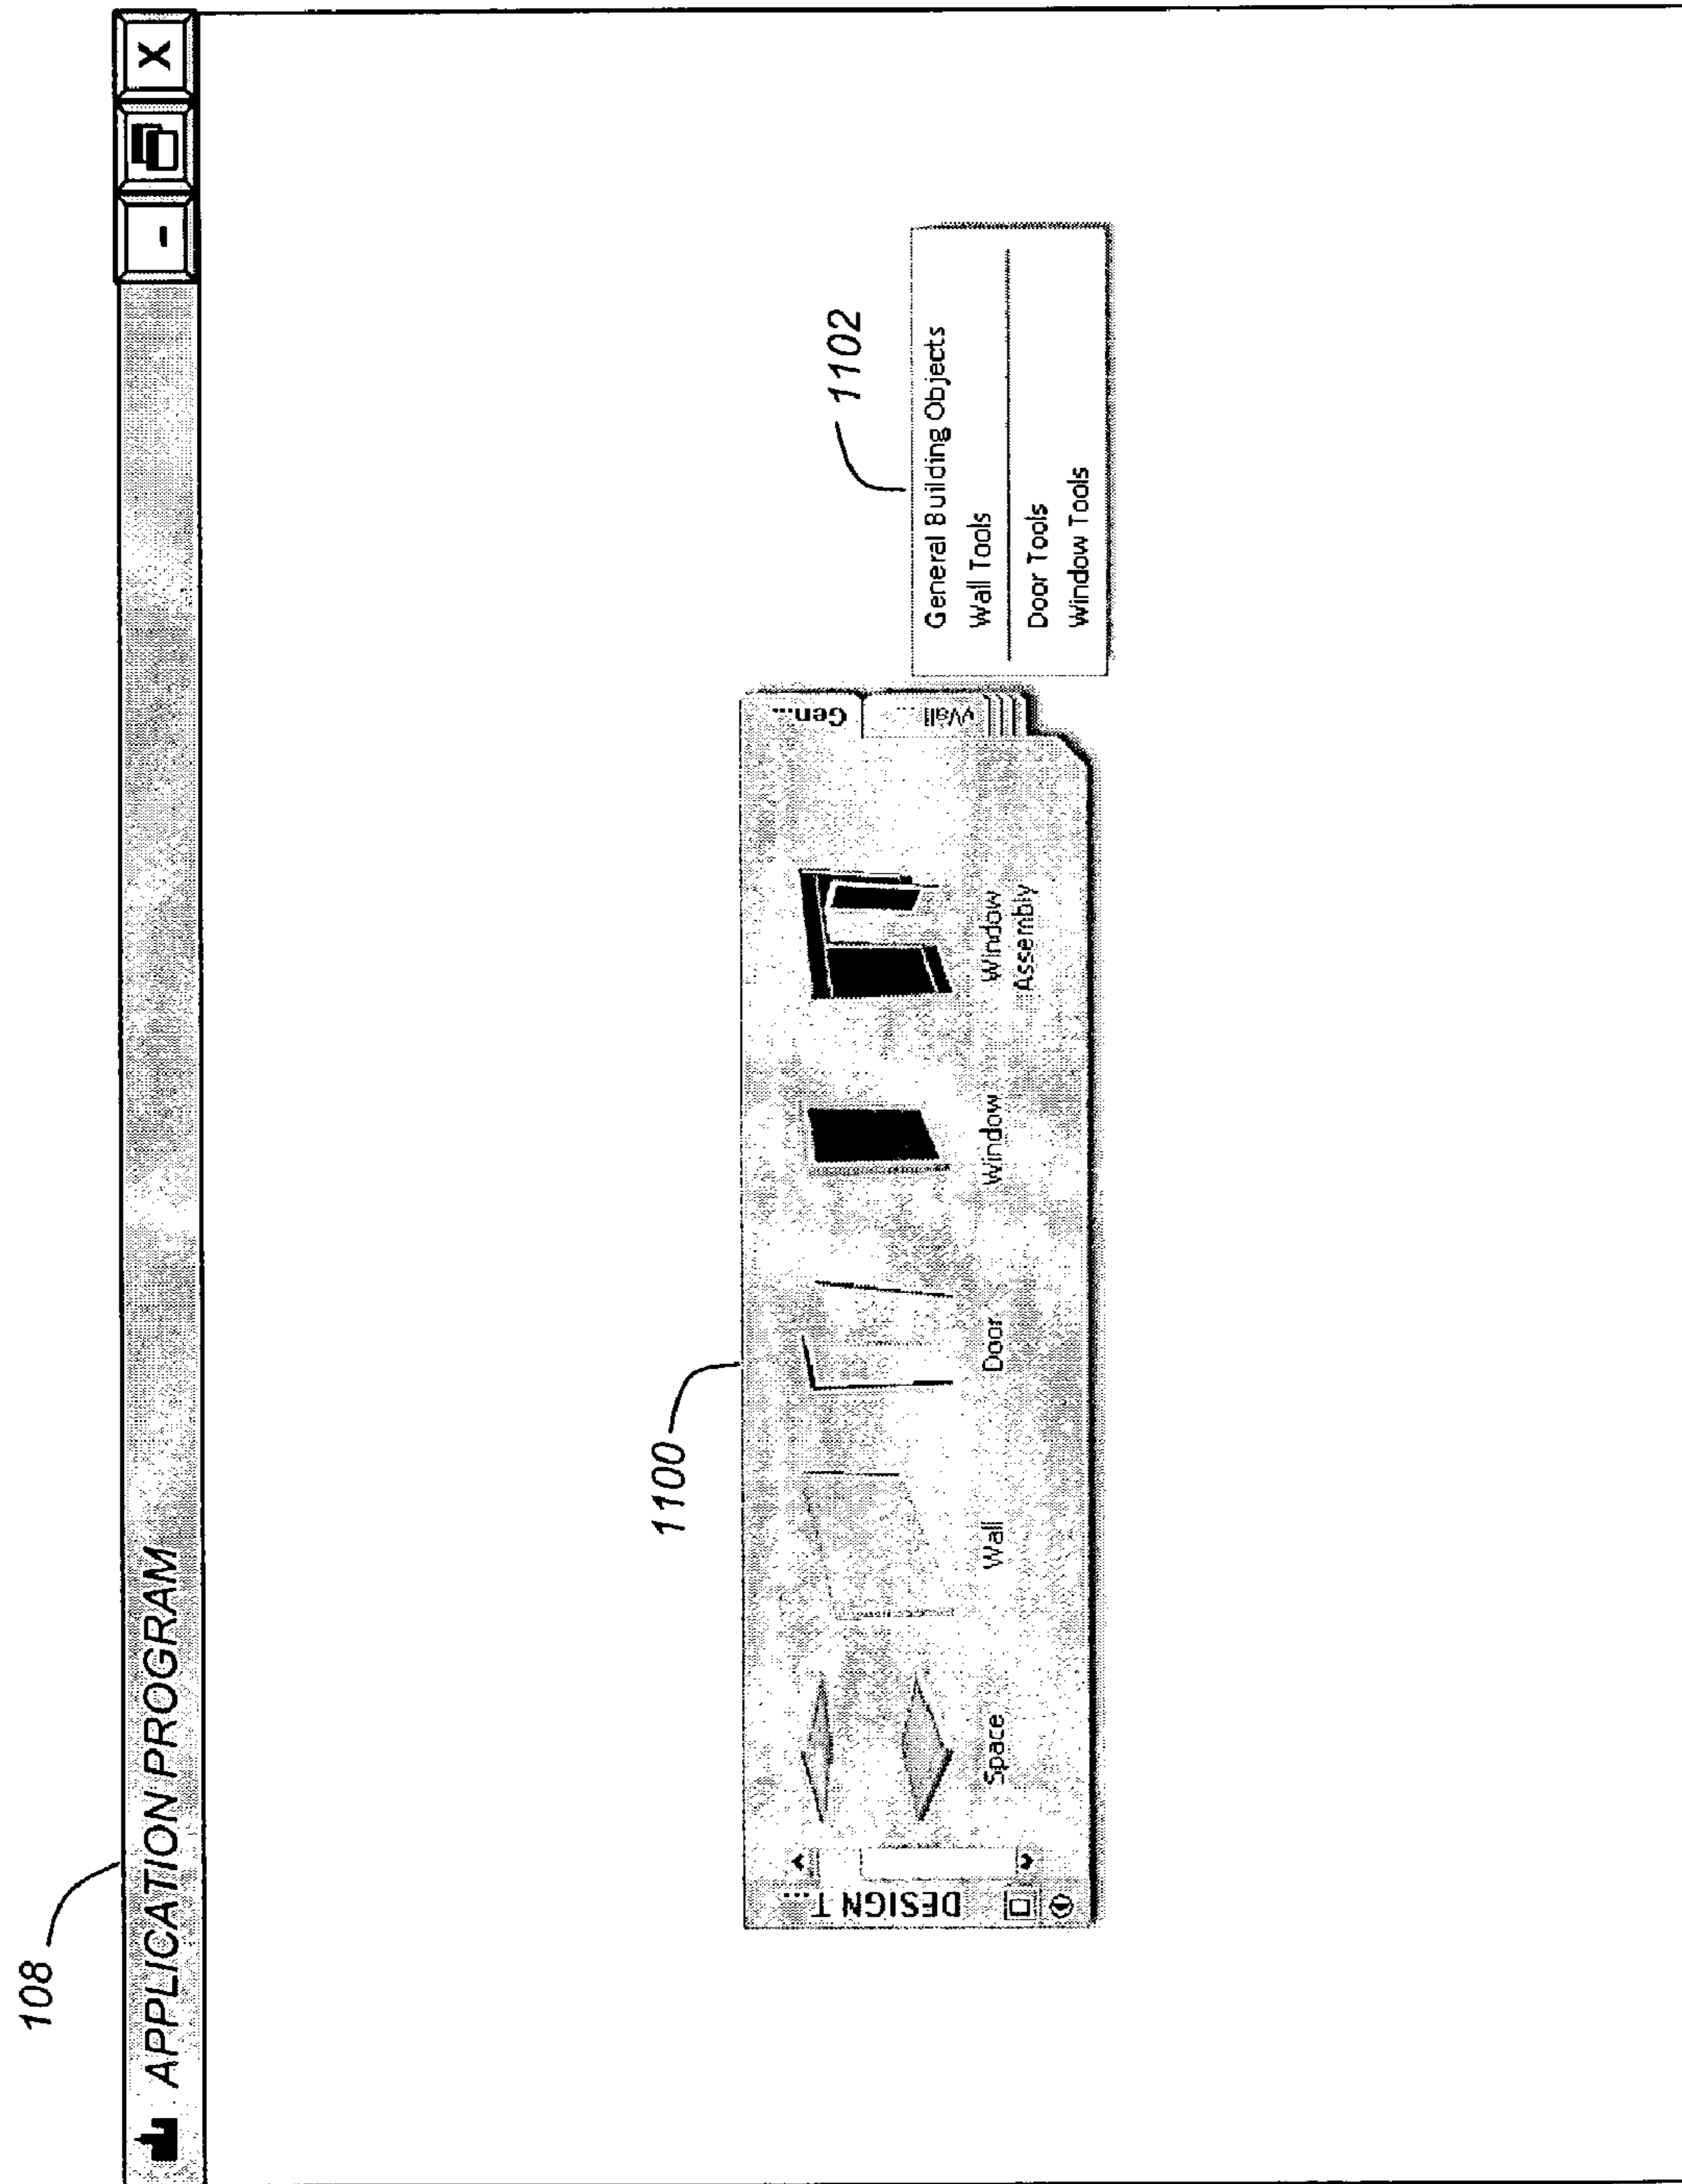 108
APPLICATION PROGRAM
-
X
1100
1102
DESIGN T...
Space
Wall
Door
Window
Window
Assembly
Gen...
Wall ...
General Building Objects
Wall Tools
Door Tools
Window Tools